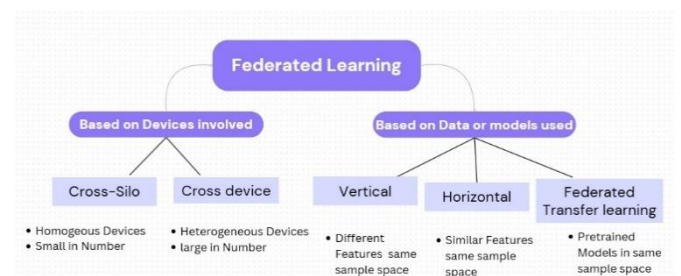 Federated Learning
Based on Devices involved
Based on Data or models used
Cross-Silo
Cross device
Vertical
Horizontal
Federated
Transfer learning
• Homogeous Devices
• Small in Number
• Heterogeneous Devices
• large in Number
• Different
Features same
sample space
• Similar Features
same sample
space
• Pretrained
Models in same
sample space